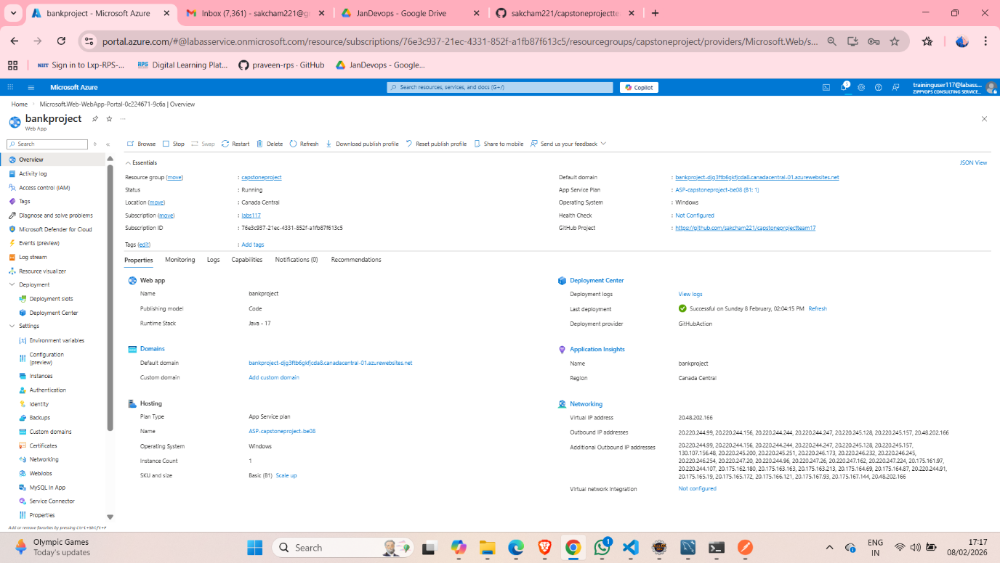 bankproject - Microsoft Azure
Inbox (7,361) - sakcham221@g
JanDevops - Google Drive
sakcham221/capstoneprojectte
portal.azure.com/#@labasservice.onmicrosoft.com/resource/subscriptions/76e3c937-21ec-4331-852f-a1fb87f613c5/resourcegroups/capstoneproject/providers/Microsoft.Web/s...
NIIT Sign in to Lxp-RPS-...
RPS Digital Learning Plat...
praveen-rps · GitHub
JanDevops - Google...
Microsoft Azure
Search resources, services, and docs (G+/)
Copilot
3
traininguser117@labass...
ZIPPYOPS CONSULTING SERVICE...
Home
Microsoft.Web-WebApp-Portal-0c224671-9c6a | Overview
bankproject
Web App
Search
Browse
Stop
Swap
Restart
Delete
Refresh
Download publish profile
Reset publish profile
Share to mobile
Send us your feedback
Overview
Activity log
Access control (IAM)
Tags
Diagnose and solve problems
Microsoft Defender for Cloud
Events (preview)
Log stream
Resource visualizer
Deployment
Deployment slots
Deployment Center
Settings
Environment variables
Configuration
(preview)
Instances
Authentication
Identity
Backups
Custom domains
Certificates
Networking
WebJobs
MySQL In App
Service Connector
Properties
Add or remove favorites by pressing Ctrl+Shift+F
Essentials
JSON View
Resource group (move) : capstoneproject
Status : Running
Location (move) : Canada Central
Subscription (move) : labs117
Subscription ID : 76e3c937-21ec-4331-852f-a1fb87f613c5
Tags (edit) : Add tags
Default domain : bankproject-djg3ftb6gkfjcda8.canadacentral-01.azurewebsites.net
App Service Plan : ASP-capstoneproject-be08 (B1: 1)
Operating System : Windows
Health Check : Not Configured
GitHub Project : https://github.com/sakcham221/capstoneprojectteam17
Properties
Monitoring
Logs
Capabilities
Notifications (0)
Recommendations
Web app
Name bankproject
Publishing model Code
Runtime Stack Java - 17
Domains
Default domain bankproject-djg3ftb6gkfjcda8.canadacentral-01.azurewebsites.net
Custom domain Add custom domain
Hosting
Plan Type App Service plan
Name ASP-capstoneproject-be08
Operating System Windows
Instance Count 1
SKU and size Basic (B1) Scale up
Deployment Center
Deployment logs View logs
Last deployment Successful on Sunday 8 February, 02:04:15 PM Refresh
Deployment provider GitHubAction
Application Insights
Name bankproject
Region Canada Central
Networking
Virtual IP address 20.48.202.166
Outbound IP addresses 20.220.244.99, 20.220.244.156, 20.220.244.244, 20.220.244.247, 20.220.245.128, 20.220.245.157, 20.48.202.166
Additional Outbound IP addresses 20.220.244.99, 20.220.244.156, 20.220.244.244, 20.220.244.247, 20.220.245.128, 20.220.245.157,
130.107.156.48, 20.220.245.200, 20.220.245.251, 20.220.246.173, 20.220.246.232, 20.220.246.245,
20.220.246.254, 20.220.247.20, 20.220.244.96, 20.220.247.26, 20.220.247.162, 20.220.247.224, 20.175.161.97,
20.220.244.107, 20.175.162.180, 20.175.163.163, 20.175.163.213, 20.175.164.69, 20.175.164.87, 20.220.244.91,
20.175.165.19, 20.175.165.172, 20.175.166.121, 20.175.167.93, 20.175.167.144, 20.48.202.166
Virtual network integration Not configured
Olympic Games
Today's updates
Search
1
ENG
IN
17:17
08/02/2026